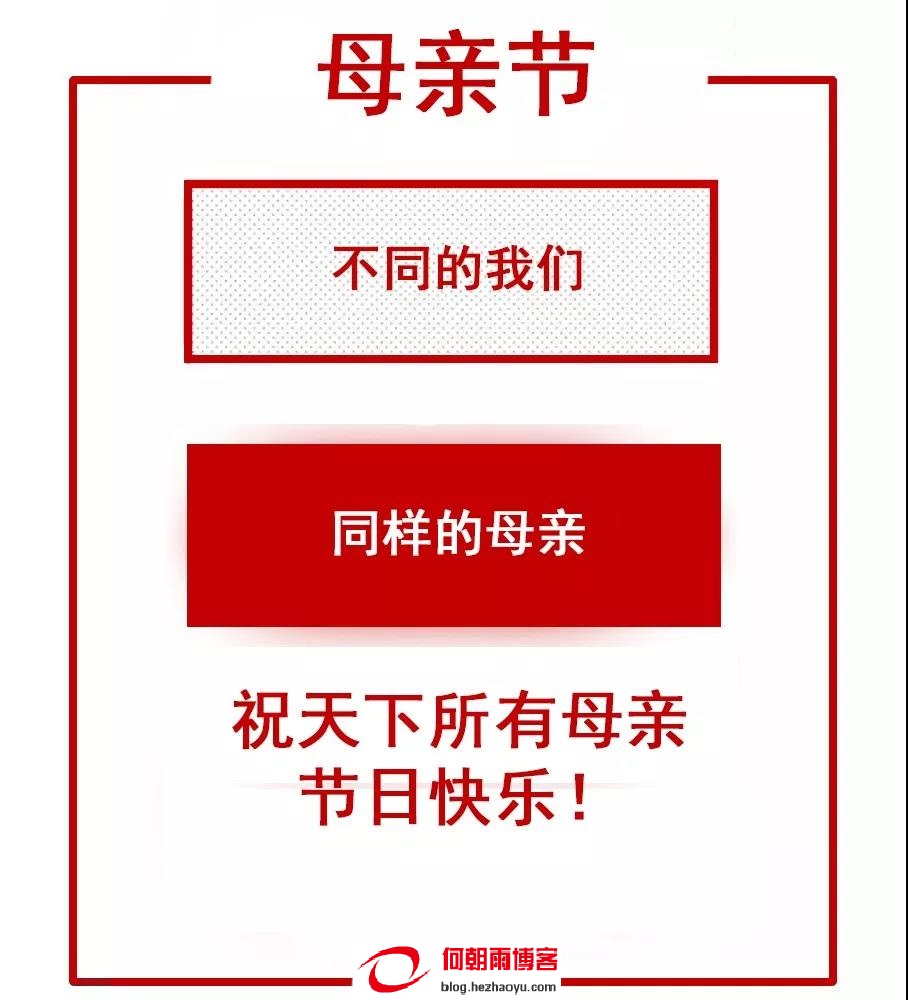 母亲节
不同的我们
同样的母亲
祝天下所有母亲
节日快乐！
何朝雨博客
blog.hezhaoyu.com